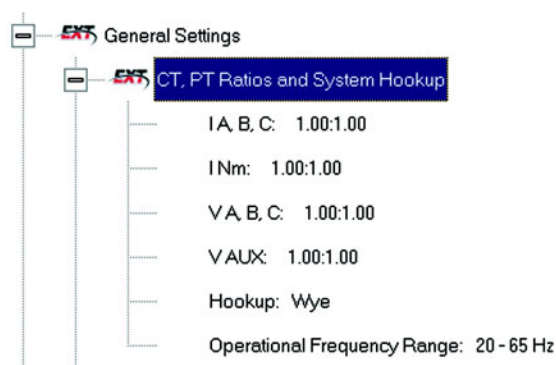 EXT General Settings
EXT CT, PT Ratios and System Hookup
I A, B, C: 1.00:1.00
I Nm: 1.00:1.00
V A, B, C: 1.00:1.00
V AUX: 1.00:1.00
Hookup: Wye
Operational Frequency Range: 20 - 65 Hz